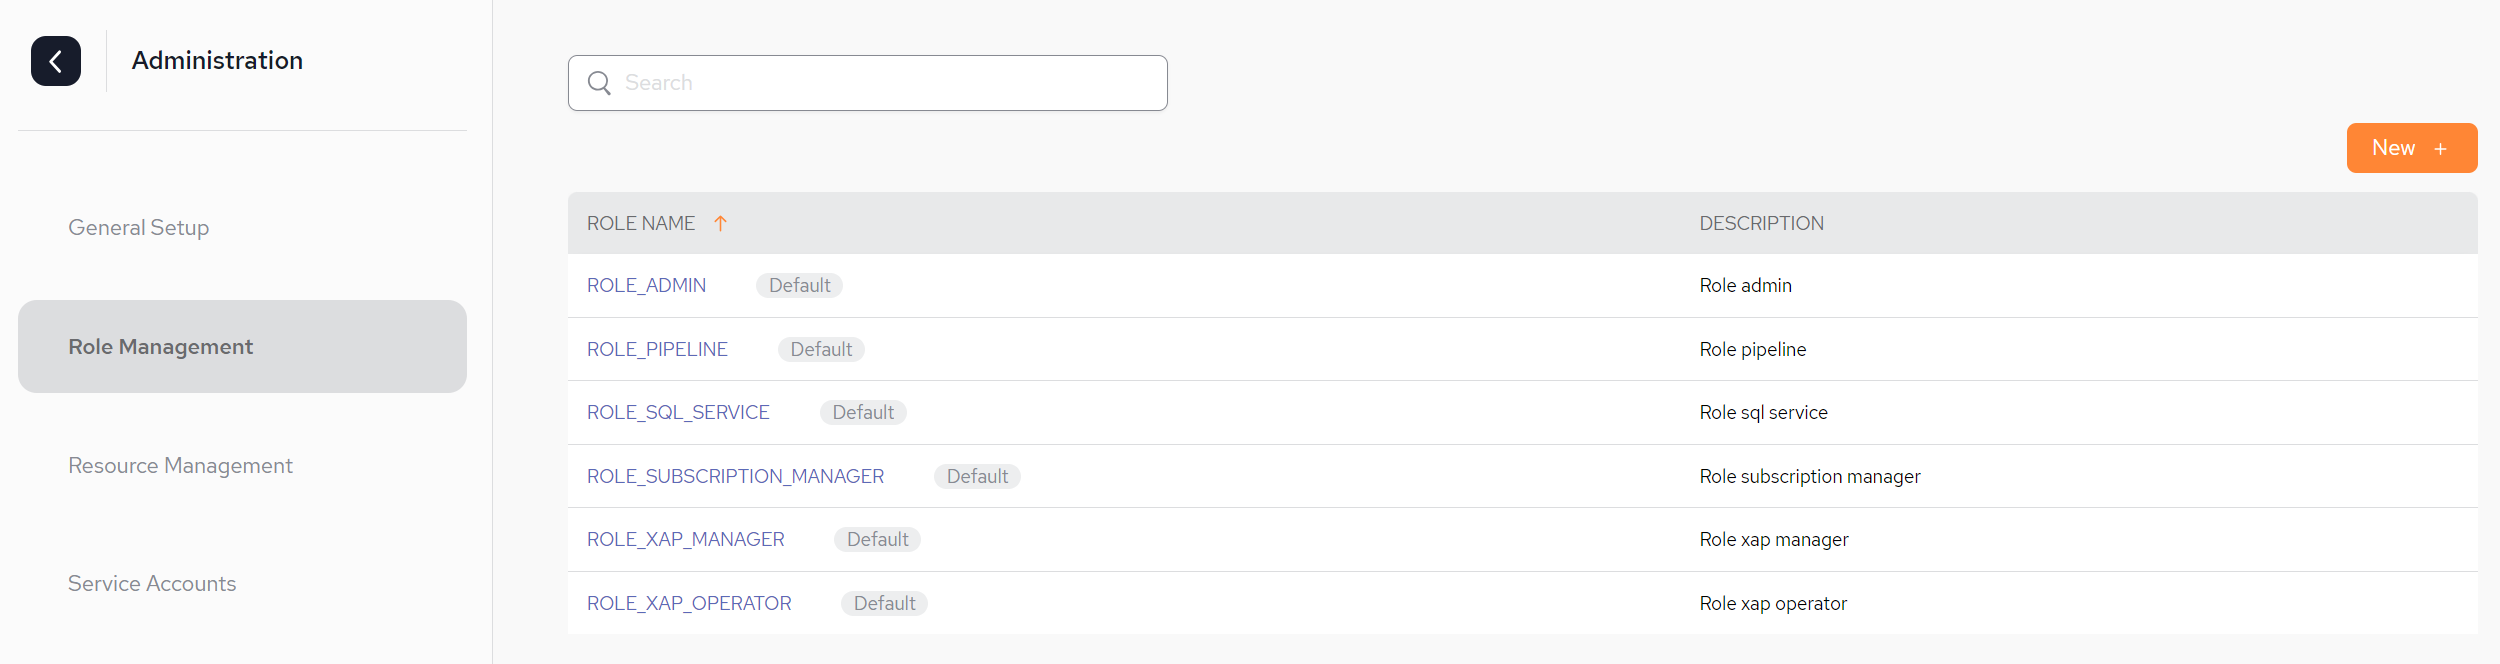 Administration
General Setup
Role Management
Resource Management
Service Accounts
Search
New +
ROLE NAME ↑ DESCRIPTION
ROLE_ADMIN Default Role admin
ROLE_PIPELINE Default Role pipeline
ROLE_SQL_SERVICE Default Role sql service
ROLE_SUBSCRIPTION_MANAGER Default Role subscription manager
ROLE_XAP_MANAGER Default Role xap manager
ROLE_XAP_OPERATOR Default Role xap operator